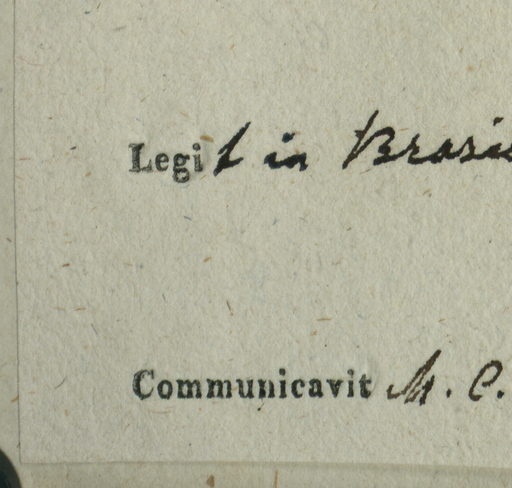 Legit in Brasi
Communicavit M. C.